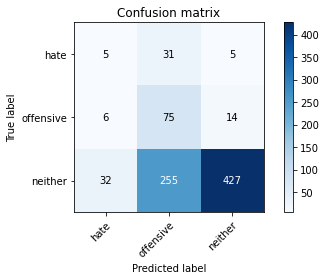 Confusion matrix
hate 5 31 5
offensive 6 75 14
neither 32 255 427
hate offensive neither
True label
Predicted label
400
350
300
250
200
150
100
50